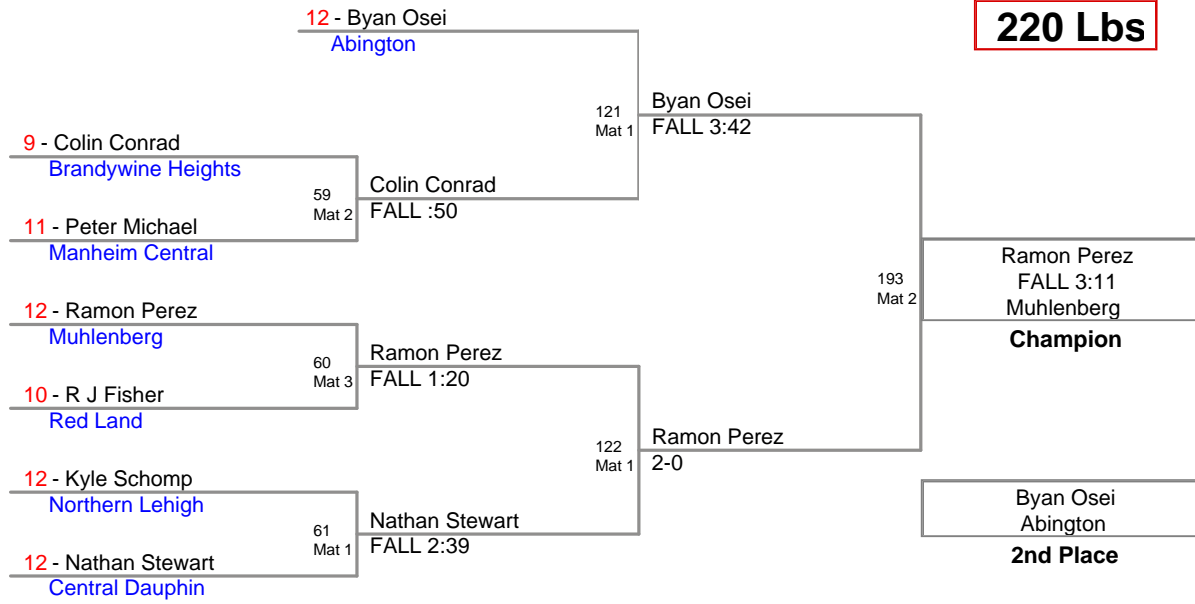 12 - Byan Osei
Abington
220 Lbs
121
Mat 1
Byan Osei
FALL 3:42
9 - Colin Conrad
Brandywine Heights
59
Mat 2
Colin Conrad
FALL :50
11 - Peter Michael
Manheim Central
193
Mat 2
Ramon Perez
FALL 3:11
Muhlenberg
Champion
12 - Ramon Perez
Muhlenberg
60
Mat 3
Ramon Perez
FALL 1:20
10 - R J Fisher
Red Land
122
Mat 1
Ramon Perez
2-0
12 - Kyle Schomp
Northern Lehigh
61
Mat 1
Nathan Stewart
FALL 2:39
12 - Nathan Stewart
Central Dauphin
Byan Osei
Abington
2nd Place